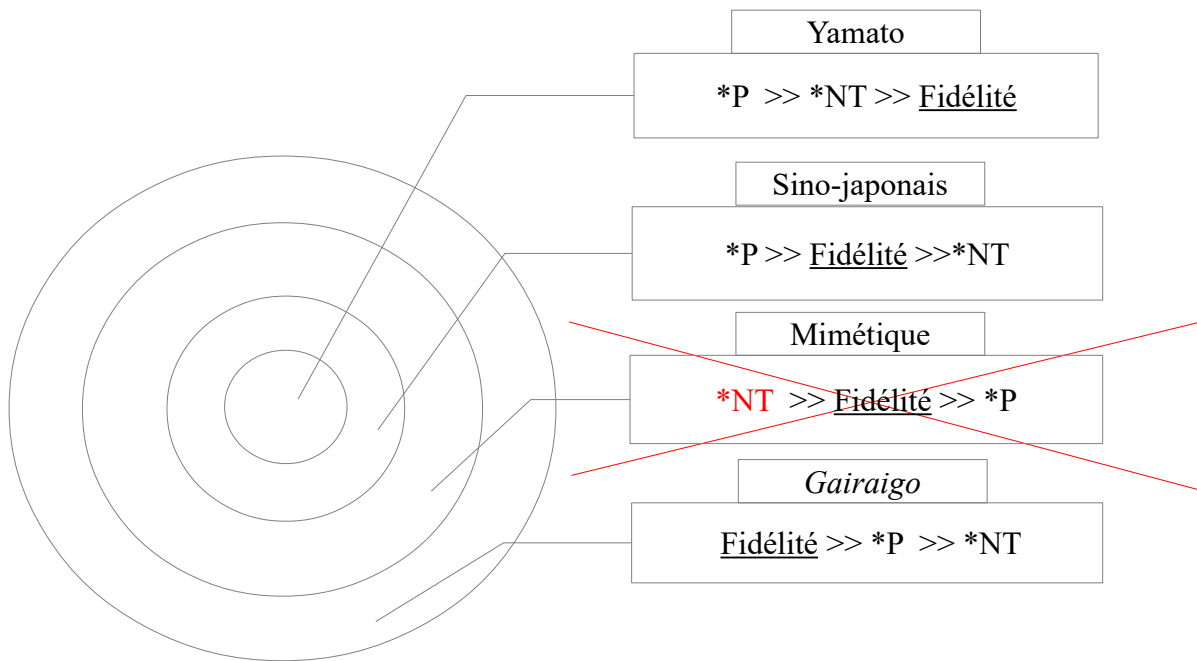 Yamato
*P >> *NT >> Fidélité
Sino-japonais
*P >> Fidélité >>*NT
Mimétique
*NT >> Fidélité >> *P
Gairaigo
Fidélité >> *P >> *NT